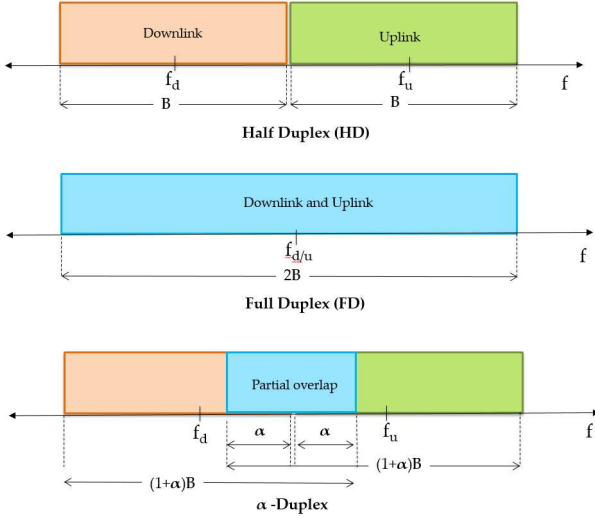 Downlink
Uplink
f_d
f_u
f
B
B
Half Duplex (HD)
Downlink and Uplink
f_d/u
f
2B
Full Duplex (FD)
Partial overlap
f_d
α
α
f_u
f
(1+α)B
(1+α)B
α -Duplex